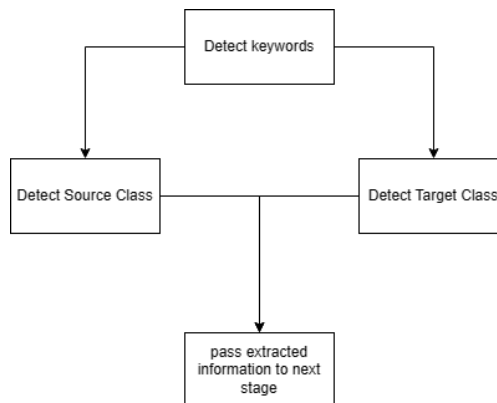 Detect keywords
Detect Source Class
Detect Target Class
pass extracted
information to next
stage